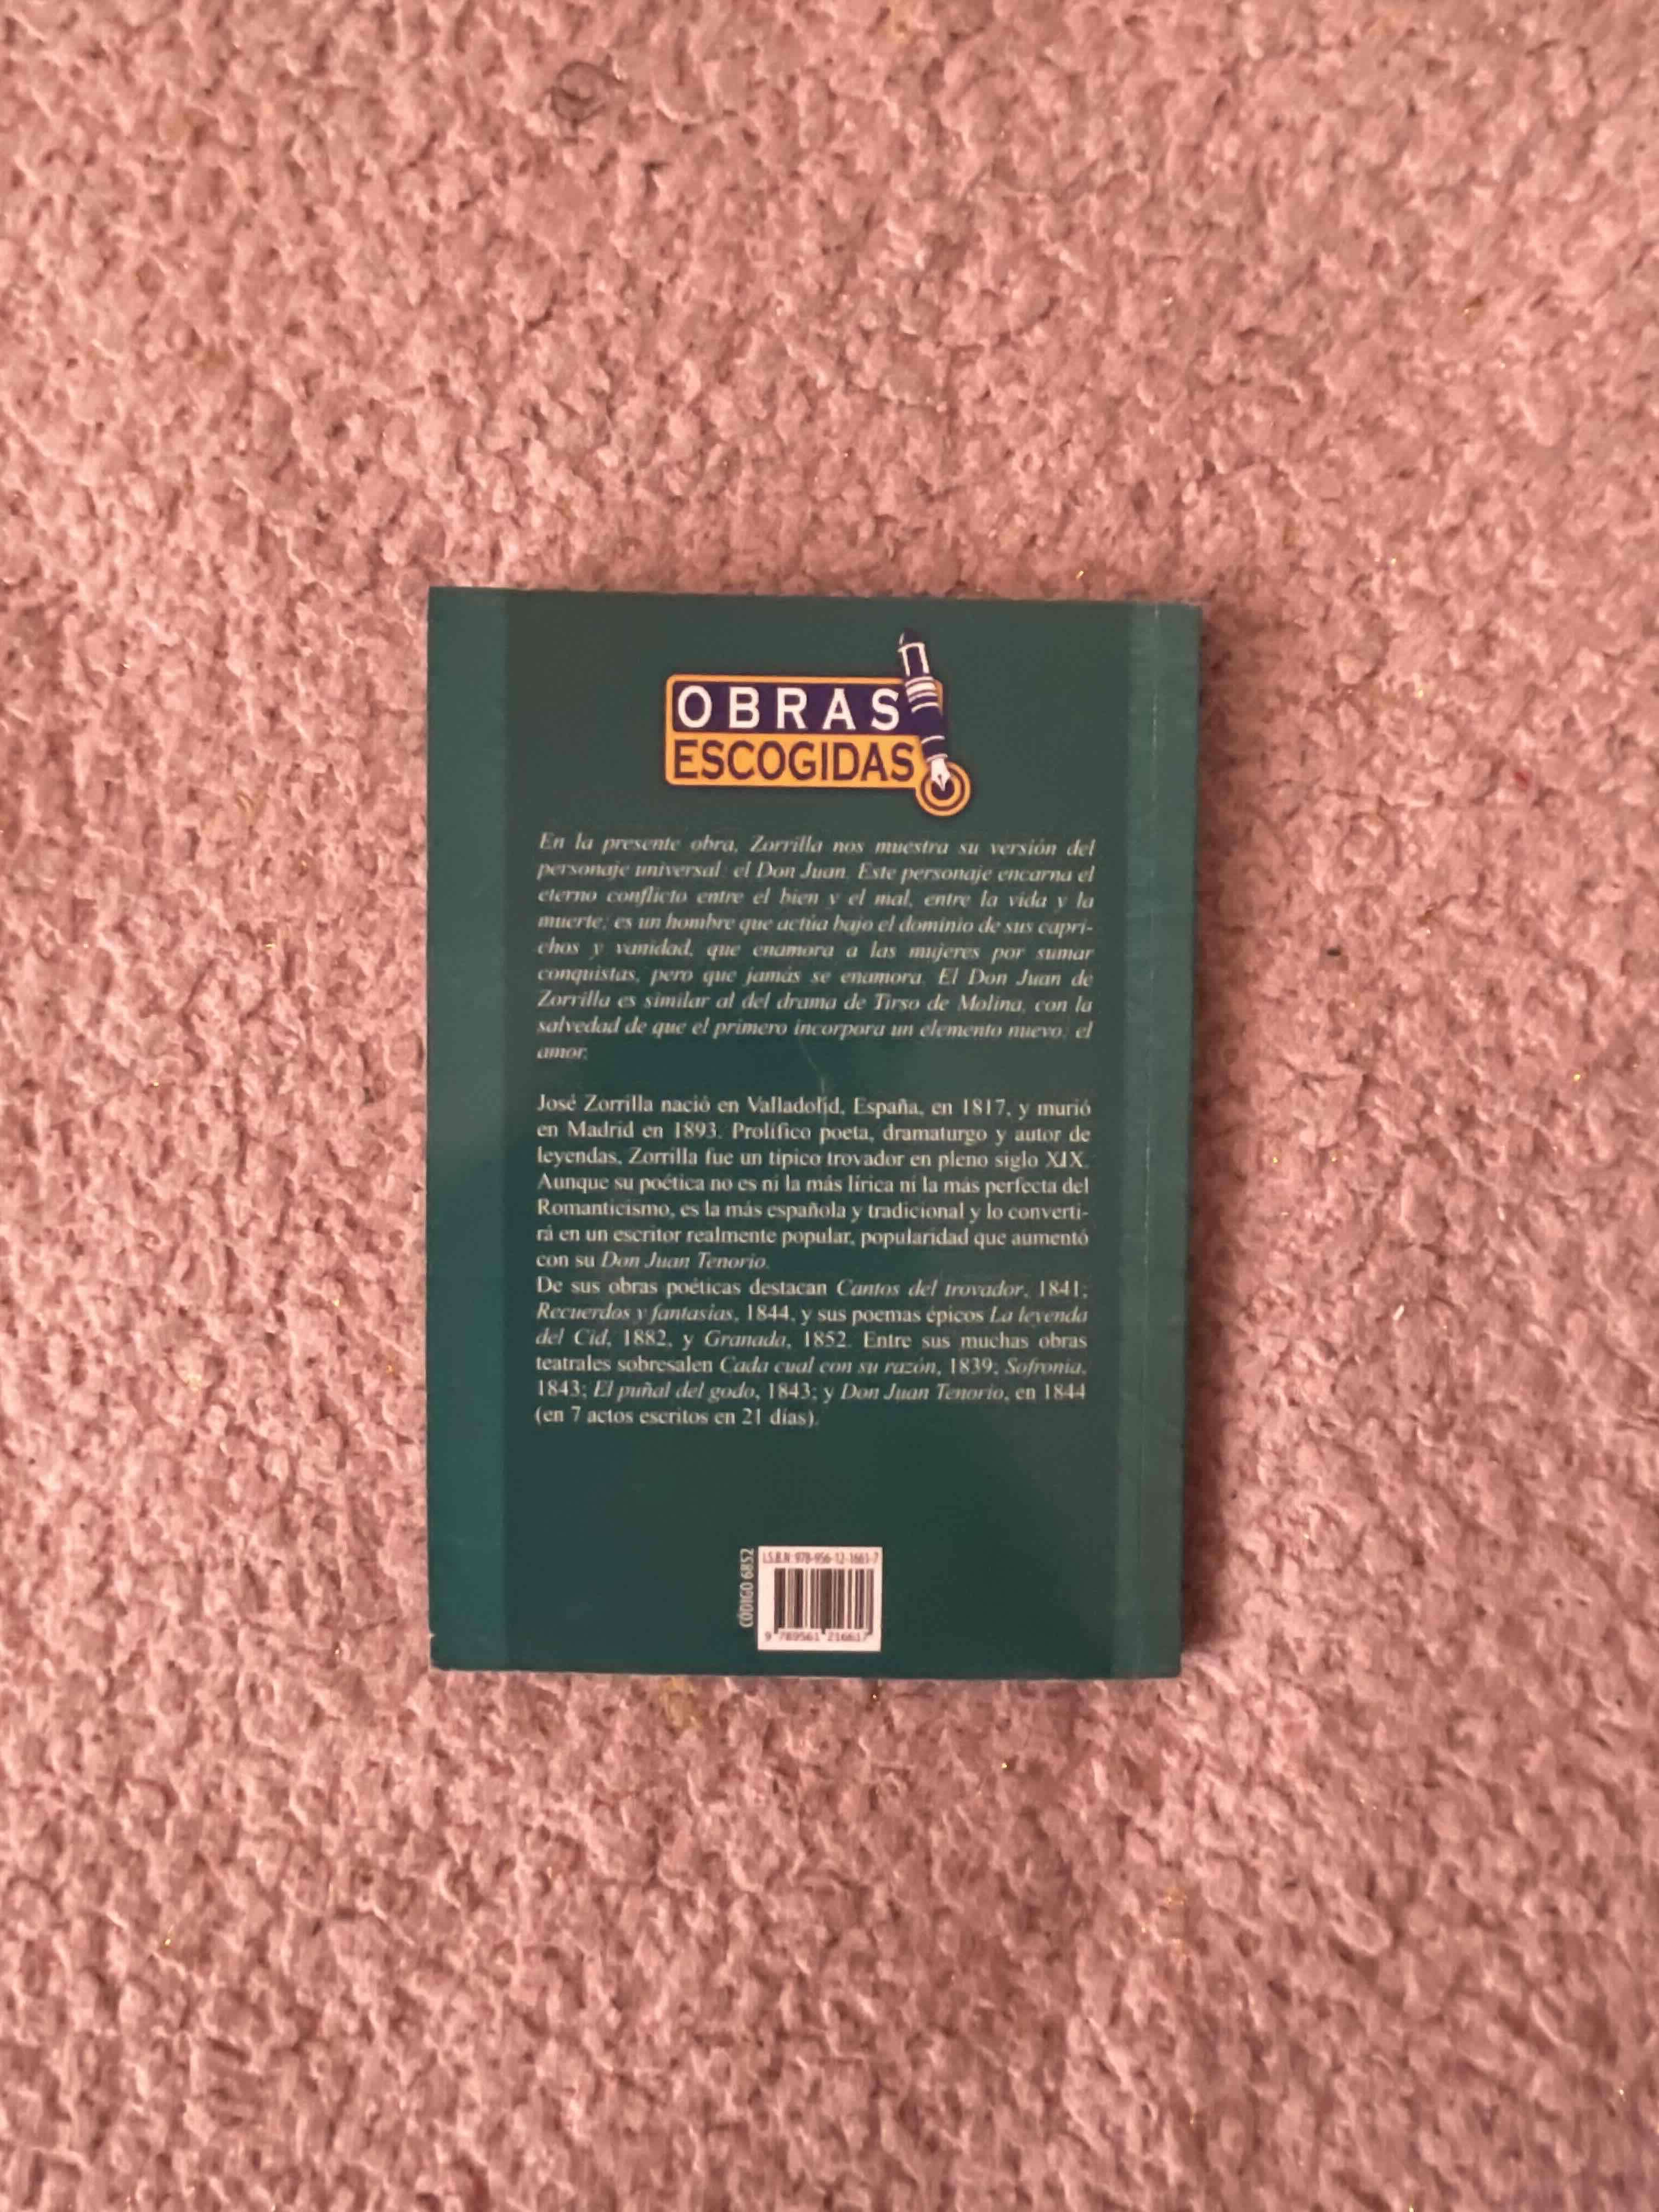 OBRAS
ESCOGIDAS
En la presente obra, Zorrilla nos muestra su versión del
personaje universal: el Don Juan. Este personaje encarna el
eterno conflicto entre el bien y el mal, entre la vida y la
muerte; es un hombre que actúa bajo el dominio de sus capri-
chos y vanidad, que enamora a las mujeres por sumar
conquistas, pero que jamás se enamora. El Don Juan de
Zorrilla es similar al del drama de Tirso de Molina, con la
salvedad de que el primero incorpora un elemento nuevo: el
amor.
José Zorrilla nació en Valladolid, España, en 1817, y murió
en Madrid en 1893. Prolífico poeta, dramaturgo y autor de
leyendas, Zorrilla fue un típico trovador en pleno siglo XIX.
Aunque su poética no es ni la más lírica ni la más perfecta del
Romanticismo, es la más española y tradicional y lo converti-
rá en un escritor realmente popular, popularidad que aumentó
con su Don Juan Tenorio.
De sus obras poéticas destacan Cantos del trovador, 1841;
Recuerdos y fantasías, 1844, y sus poemas épicos La leyenda
del Cid, 1882, y Granada, 1852. Entre sus muchas obras
teatrales sobresalen Cada cual con su razón, 1839; Sofronia,
1843; El puñal del godo, 1843; y Don Juan Tenorio, en 1844
(en 7 actos escritos en 21 días).
CÓDIGO 6852
I.S.B.N: 978-956-12-1661-7
9 789561 216617